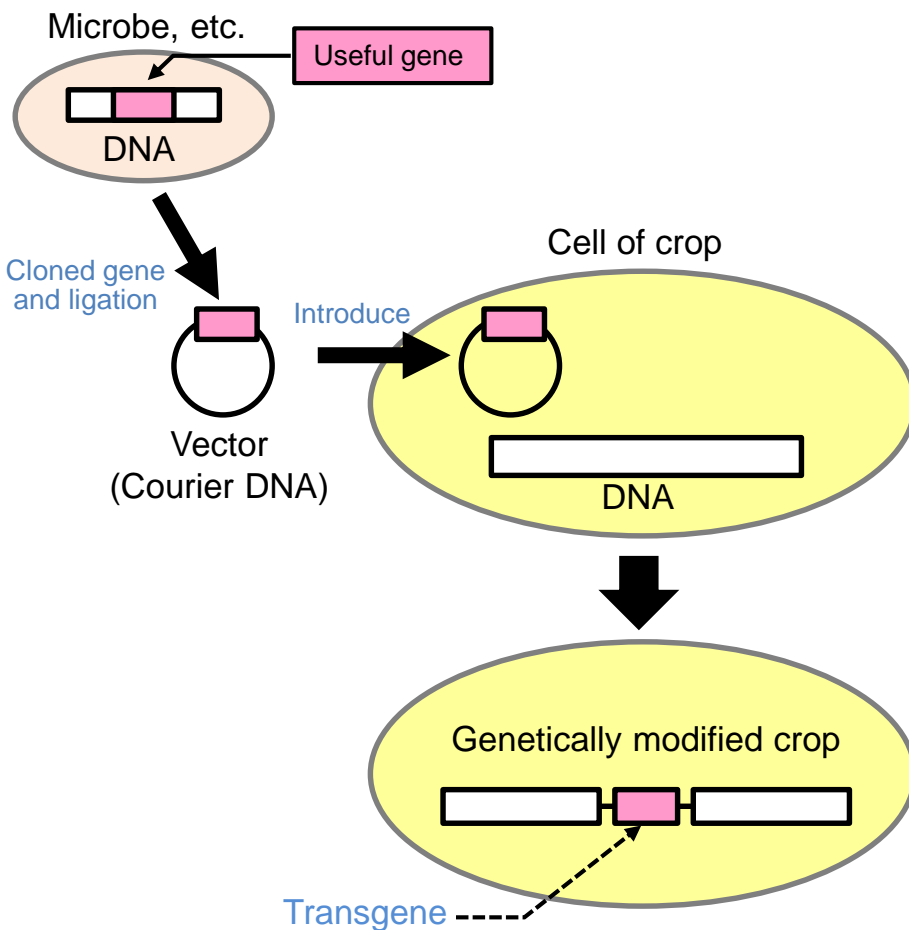 Microbe, etc.
Useful gene
DNA
Cloned gene
and ligation
Introduce
Cell of crop
Vector
(Courier DNA)
DNA
Genetically modified crop
Transgene